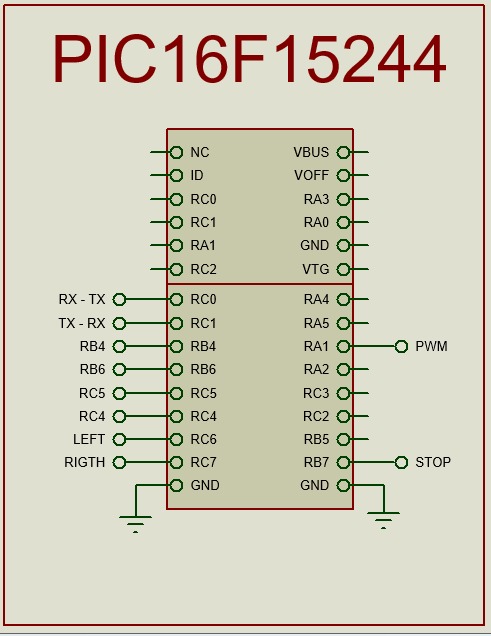 PIC16F15244
NC VBUS
ID VOFF
RC0 RA3
RC1 RA0
RA1 GND
RC2 VTG
RX - TX RC0 RA4
TX - RX RC1 RA5
RB4 RB4 RA1 PWM
RB6 RB6 RA2
RC5 RC5 RC3
RC4 RC4 RC2
LEFT RC6 RB5
RIGTH RC7 RB7 STOP
GND GND